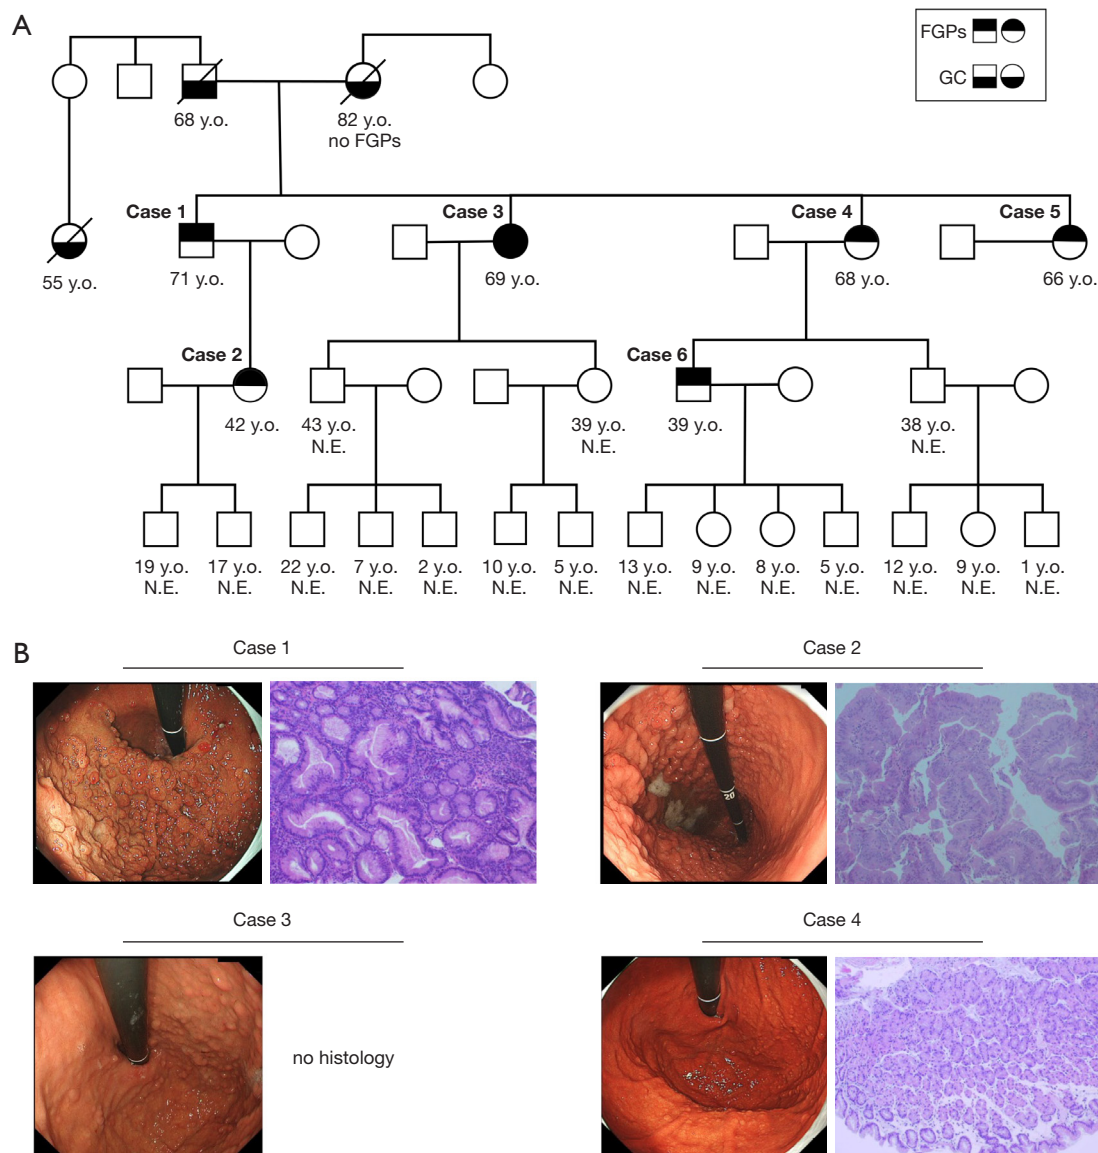 A
FGPs
GC
68 y.o.
82 y.o.
no FGPs
Case 1
Case 3
Case 4
Case 5
55 y.o.
71 y.o.
69 y.o.
68 y.o.
66 y.o.
Case 2
Case 6
42 y.o.
43 y.o.
N.E.
39 y.o.
N.E.
39 y.o.
38 y.o.
N.E.
19 y.o.
N.E.
17 y.o.
N.E.
22 y.o.
N.E.
7 y.o.
N.E.
2 y.o.
N.E.
10 y.o.
N.E.
5 y.o.
N.E.
13 y.o.
N.E.
9 y.o.
N.E.
8 y.o.
N.E.
5 y.o.
N.E.
12 y.o.
N.E.
9 y.o.
N.E.
1 y.o.
N.E.
B
Case 1
Case 2
20
Case 3
Case 4
no histology